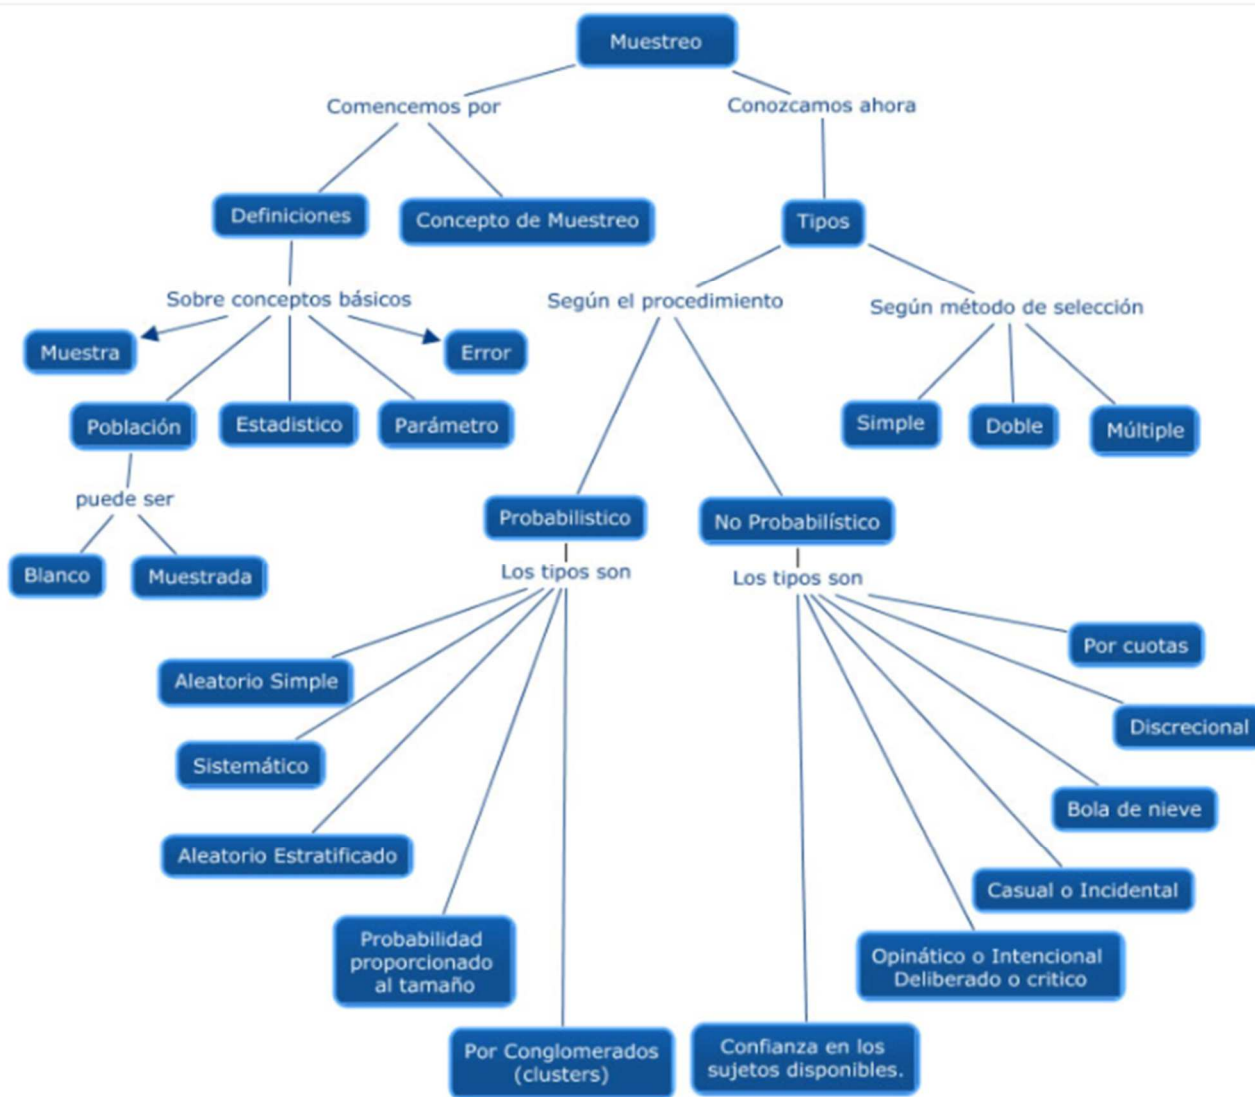 Muestreo
Comencemos por
Conozcamos ahora
Definiciones
Concepto de Muestreo
Tipos
Sobre conceptos básicos
Según el procedimiento
Según método de selección
Muestra
Error
Población
Estadistico
Parámetro
Simple
Doble
Múltiple
puede ser
Blanco
Muestrada
Probabilistico
No Probabilístico
Los tipos son
Los tipos son
Aleatorio Simple
Sistemático
Aleatorio Estratificado
Probabilidad
proporcionado
al tamaño
Por Conglomerados
(clusters)
Por cuotas
Discrecional
Bola de nieve
Casual o Incidental
Opinático o Intencional
Deliberado o critico
Confianza en los
sujetos disponibles.